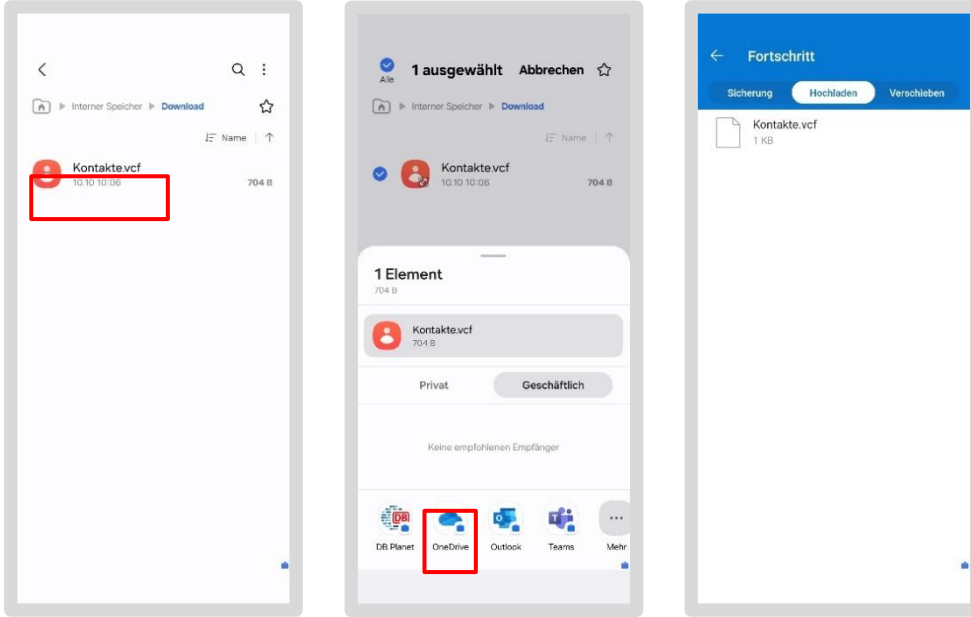 Interner Speicher Download
Name
Kontakte.vcf
10.10 10:06
704 B
Alle
1 ausgewählt Abbrechen
Interner Speicher Download
Name
Kontakte.vcf
10.10 10:06
704 B
1 Element
704 B
Kontakte.vcf
704 B
Privat Geschäftlich
Keine empfohlenen Empfänger
DB
DB Planet OneDrive Outlook Teams Mehr
Fortschritt
Sicherung Hochladen Verschieben
Kontakte.vcf
1 KB